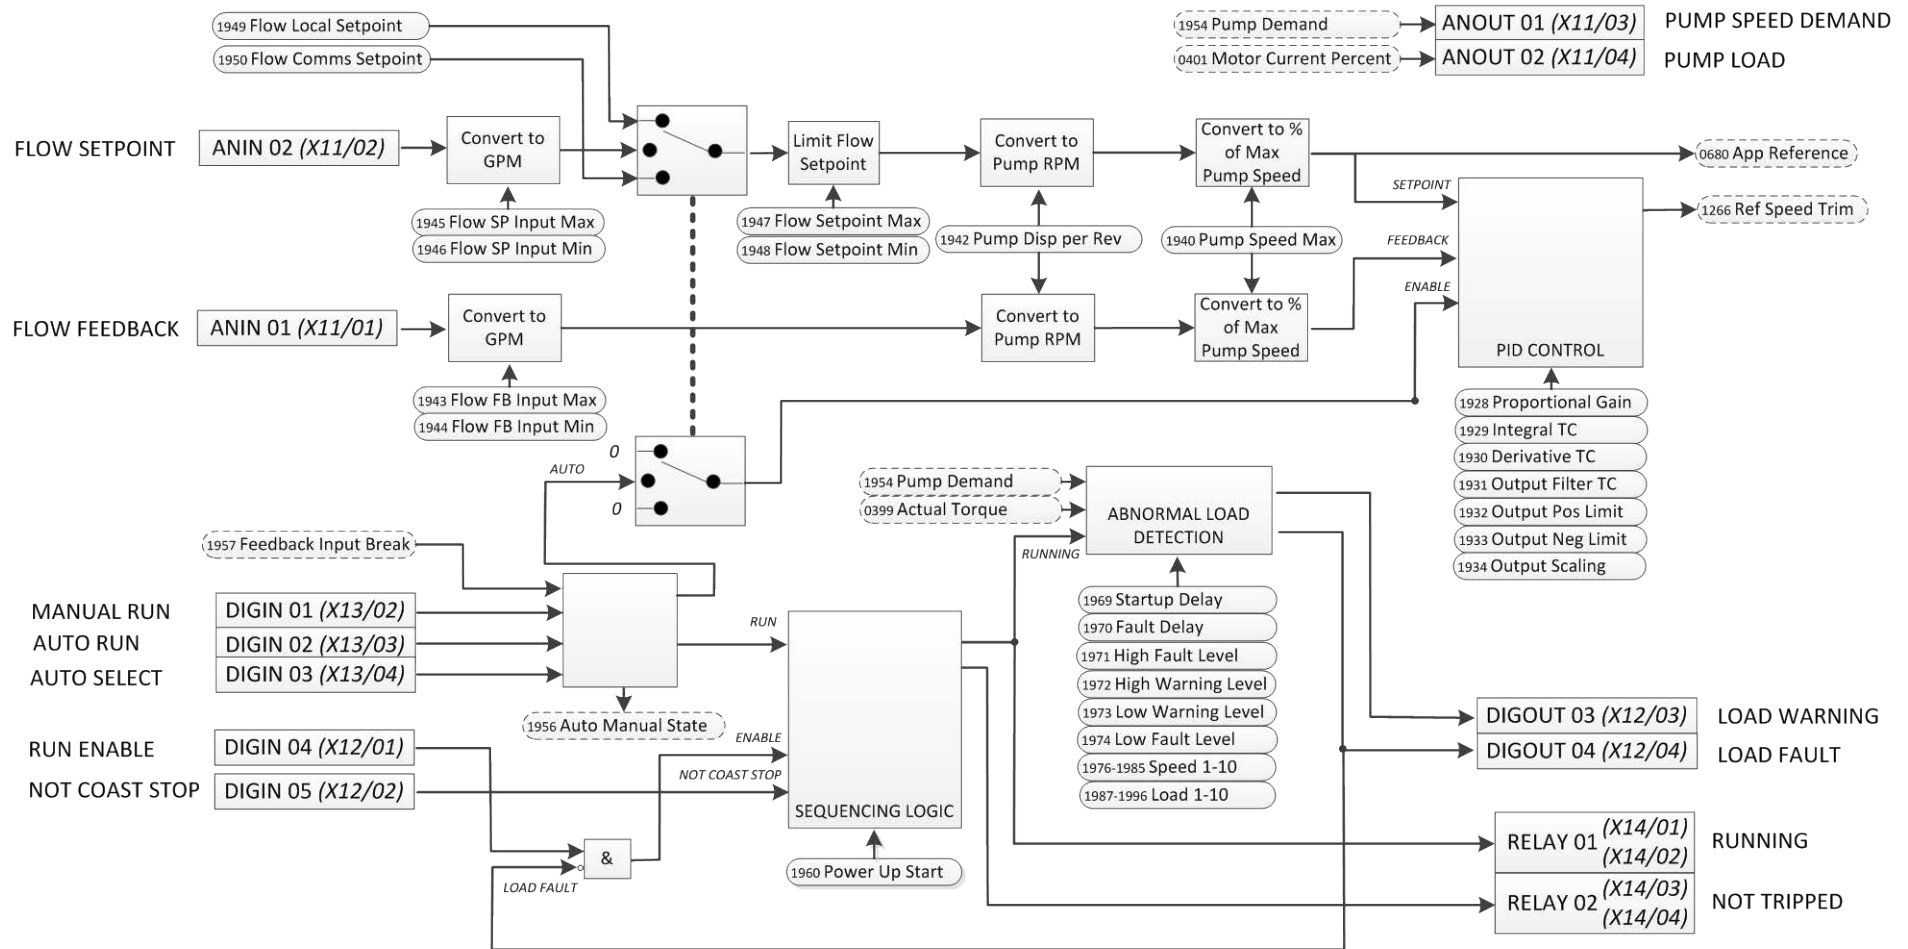 1949 Flow Local Setpoint
1950 Flow Comms Setpoint
1954 Pump Demand
ANOUT 01 (X11/03)
PUMP SPEED DEMAND
0401 Motor Current Percent
ANOUT 02 (X11/04)
PUMP LOAD
FLOW SETPOINT
ANIN 02 (X11/02)
Convert to
GPM
Limit Flow
Setpoint
Convert to
Pump RPM
Convert to %
of Max
Pump Speed
0680 App Reference
SETPOINT
1266 Ref Speed Trim
1945 Flow SP Input Max
1946 Flow SP Input Min
1947 Flow Setpoint Max
1948 Flow Setpoint Min
1942 Pump Disp per Rev
1940 Pump Speed Max
FEEDBACK
ENABLE
FLOW FEEDBACK
ANIN 01 (X11/01)
Convert to
GPM
Convert to
Pump RPM
Convert to %
of Max
Pump Speed
PID CONTROL
1943 Flow FB Input Max
1944 Flow FB Input Min
1928 Proportional Gain
1929 Integral TC
1930 Derivative TC
1931 Output Filter TC
1932 Output Pos Limit
1933 Output Neg Limit
1934 Output Scaling
0
AUTO
0
1954 Pump Demand
0399 Actual Torque
RUNNING
ABNORMAL LOAD
DETECTION
1957 Feedback Input Break
MANUAL RUN
DIGIN 01 (X13/02)
AUTO RUN
DIGIN 02 (X13/03)
AUTO SELECT
DIGIN 03 (X13/04)
RUN
1956 Auto Manual State
1969 Startup Delay
1970 Fault Delay
1971 High Fault Level
1972 High Warning Level
1973 Low Warning Level
1974 Low Fault Level
1976-1985 Speed 1-10
1987-1996 Load 1-10
RUN ENABLE
DIGIN 04 (X12/01)
ENABLE
NOT COAST STOP
NOT COAST STOP
DIGIN 05 (X12/02)
SEQUENCING LOGIC
DIGOUT 03 (X12/03)
LOAD WARNING
DIGOUT 04 (X12/04)
LOAD FAULT
&
LOAD FAULT
1960 Power Up Start
RELAY 01
(X14/01)
(X14/02)
RUNNING
RELAY 02
(X14/03)
(X14/04)
NOT TRIPPED